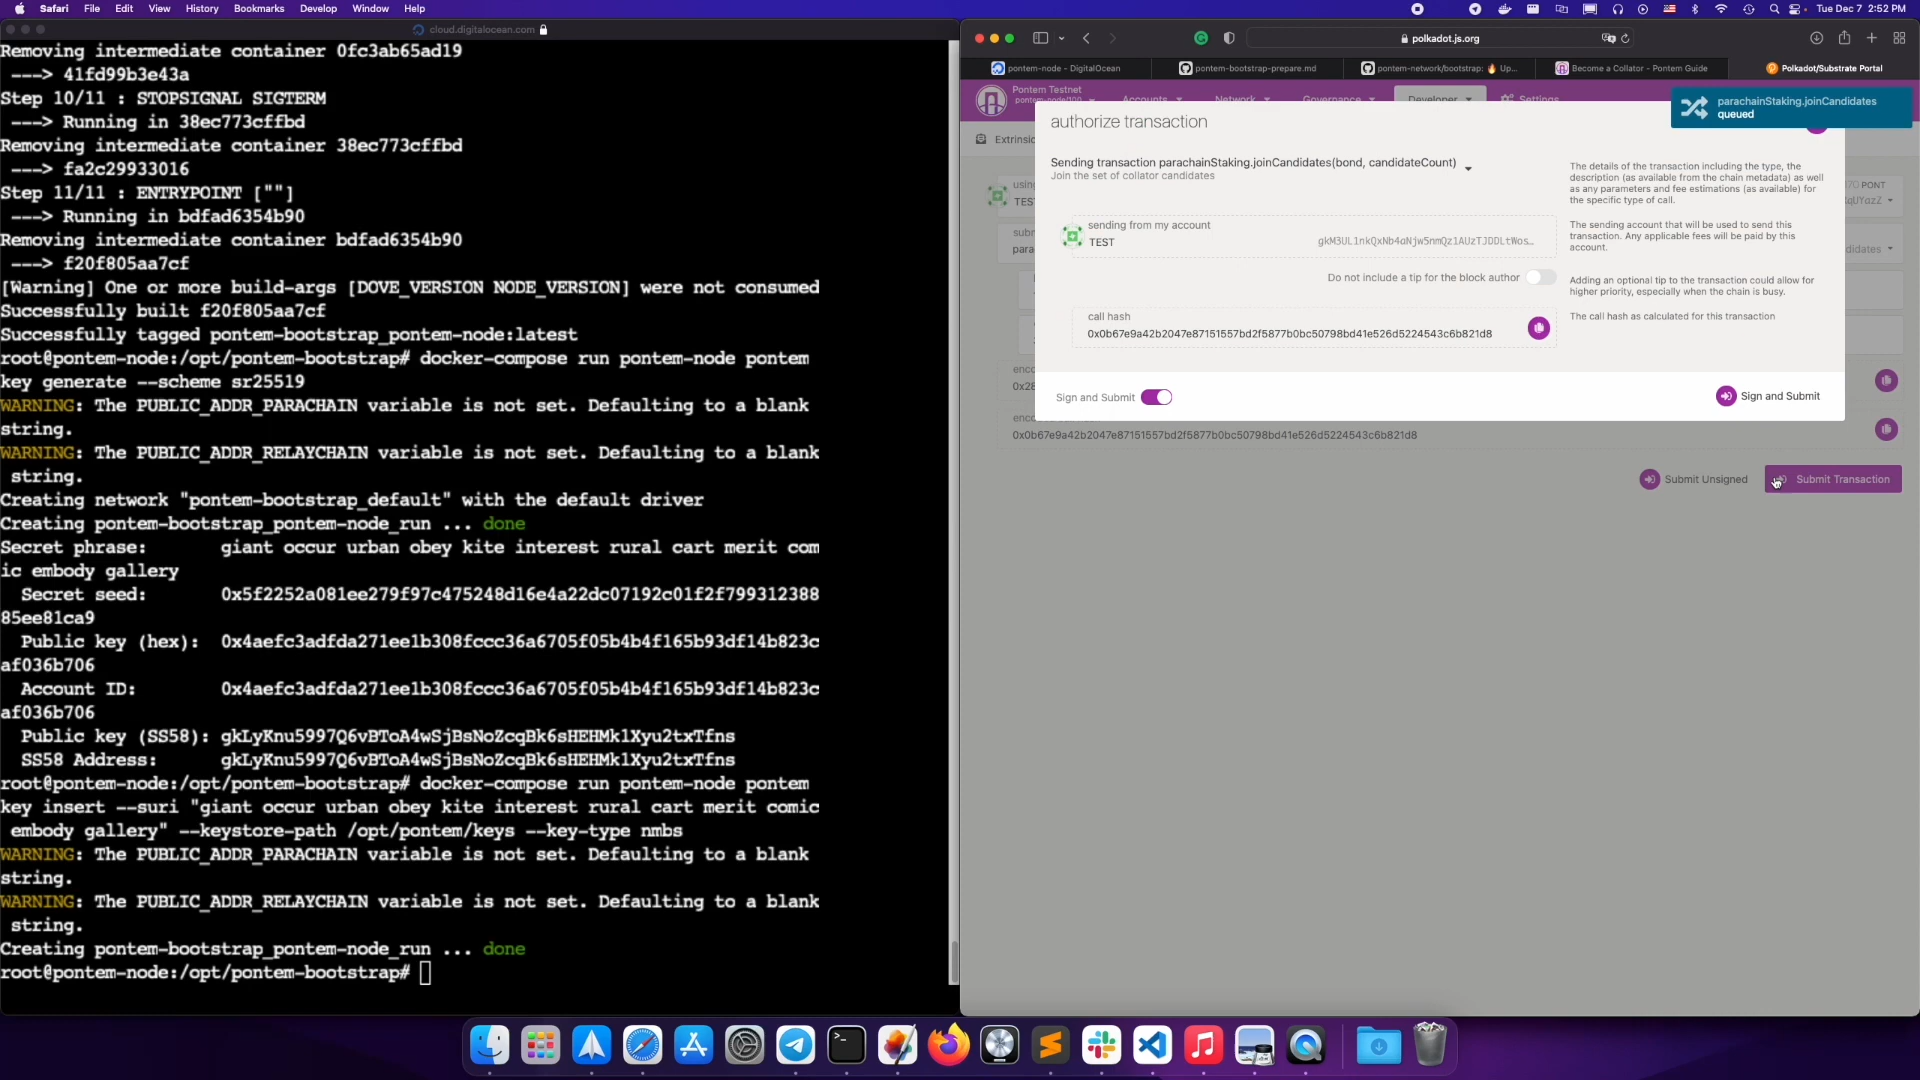 Safari File Edit View History Bookmarks Develop Window Help
Tue Dec 7 2:52 PM
cloud.digitalocean.com
Removing intermediate container 0fc3ab65ad19
---> 41fd99b3e43a
Step 10/11 : STOPSIGNAL SIGTERM
---> Running in 38ec773cffbd
Removing intermediate container 38ec773cffbd
---> fa2c29933016
Step 11/11 : ENTRYPOINT [""]
---> Running in bdfad6354b90
Removing intermediate container bdfad6354b90
---> f20f805aa7cf
[Warning] One or more build-args [DOVE_VERSION NODE_VERSION] were not consumed
Successfully built f20f805aa7cf
Successfully tagged pontem-bootstrap_pontem-node:latest
root@pontem-node:/opt/pontem-bootstrap# docker-compose run pontem-node pontem
key generate --scheme sr25519
WARNING: The PUBLIC_ADDR_PARACHAIN variable is not set. Defaulting to a blank
string.
WARNING: The PUBLIC_ADDR_RELAYCHAIN variable is not set. Defaulting to a blank
string.
Creating network "pontem-bootstrap_default" with the default driver
Creating pontem-bootstrap_pontem-node_run ... done
Secret phrase: giant occur urban obey kite interest rural cart merit com
ic embody gallery
Secret seed: 0x5f2252a081ee279f97c475248d16e4a22dc07192c01f2f799312388
85ee81ca9
Public key (hex): 0x4aefc3adfda271ee1b308fccc36a6705f05b4b4f165b93df14b823c
af036b706
Account ID: 0x4aefc3adfda271ee1b308fccc36a6705f05b4b4f165b93df14b823c
af036b706
Public key (SS58): gkLyKnu5997Q6vBToA4wSjBsNoZcqBk6sHEHMk1Xyu2txTfns
SS58 Address: gkLyKnu5997Q6vBToA4wSjBsNoZcqBk6sHEHMk1Xyu2txTfns
root@pontem-node:/opt/pontem-bootstrap# docker-compose run pontem-node pontem
key insert --suri "giant occur urban obey kite interest rural cart merit comic
embody gallery" --keystore-path /opt/pontem/keys --key-type nmbs
WARNING: The PUBLIC_ADDR_PARACHAIN variable is not set. Defaulting to a blank
string.
WARNING: The PUBLIC_ADDR_RELAYCHAIN variable is not set. Defaulting to a blank
string.
Creating pontem-bootstrap_pontem-node_run ... done
root@pontem-node:/opt/pontem-bootstrap#
polkadot.js.org
pontem-node - DigitalOcean
pontem-bootstrap-prepare.md
pontem-network/bootstrap: 🔥 Up...
Become a Collator - Pontem Guide
Polkadot/Substrate Portal
Pontem Testnet
pontem-node/100
Accounts Network Governance Developer Settings
parachainStaking.joinCandidates
queued
Extrinsic
authorize transaction
Sending transaction parachainStaking.joinCandidates(bond, candidateCount)
Join the set of collator candidates
The details of the transaction including the type, the
description (as available from the chain metadata) as well
as any parameters and fee estimations (as available) for
the specific type of call.
using
TES
PONT
sending from my account
TEST
gkM3UL1nkQxNb4aNjw5nmQz1AUzTJDDLtWos...
The sending account that will be used to send this
transaction. Any applicable fees will be paid by this
account.
subm
para
didates
Do not include a tip for the block author
Adding an optional tip to the transaction could allow for
higher priority, especially when the chain is busy.
call hash
0x0b67e9a42b2047e87151557bd2f5877b0bc50798bd41e526d5224543c6b821d8
The call hash as calculated for this transaction
enco
0x28
Sign and Submit
Sign and Submit
enc
0x0b67e9a42b2047e87151557bd2f5877b0bc50798bd41e526d5224543c6b821d8
Submit Unsigned
Submit Transaction